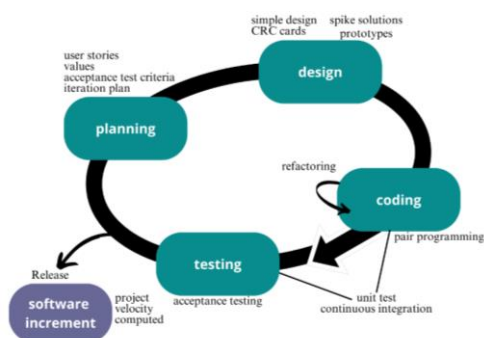 simple design
CRC cards
spike solutions
prototypes
user stories
values
acceptance test criteria
iteration plan
design
planning
refactoring
coding
pair programming
testing
acceptance testing
unit test
continuous integration
Release
software
increment
project
velocity
computed